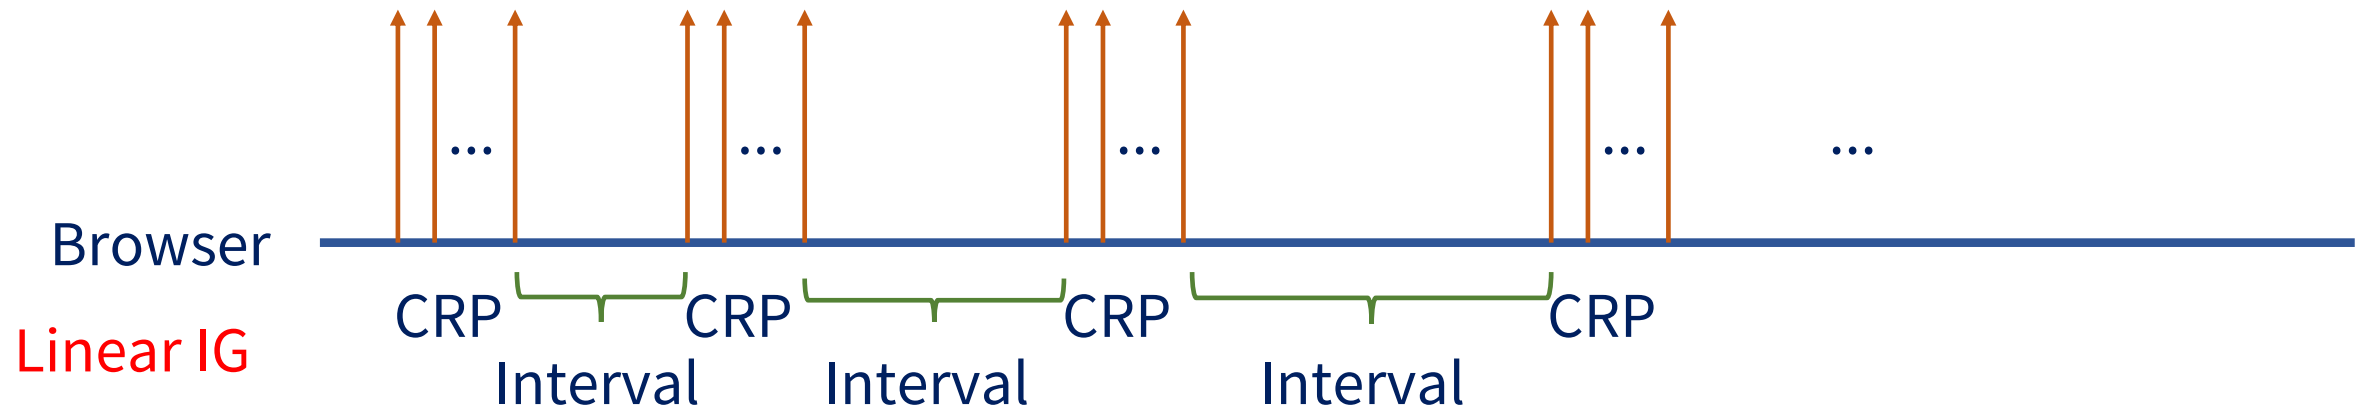 ... ... ... ... ...
Browser
CRP CRP CRP CRP
Linear IG
Interval Interval Interval